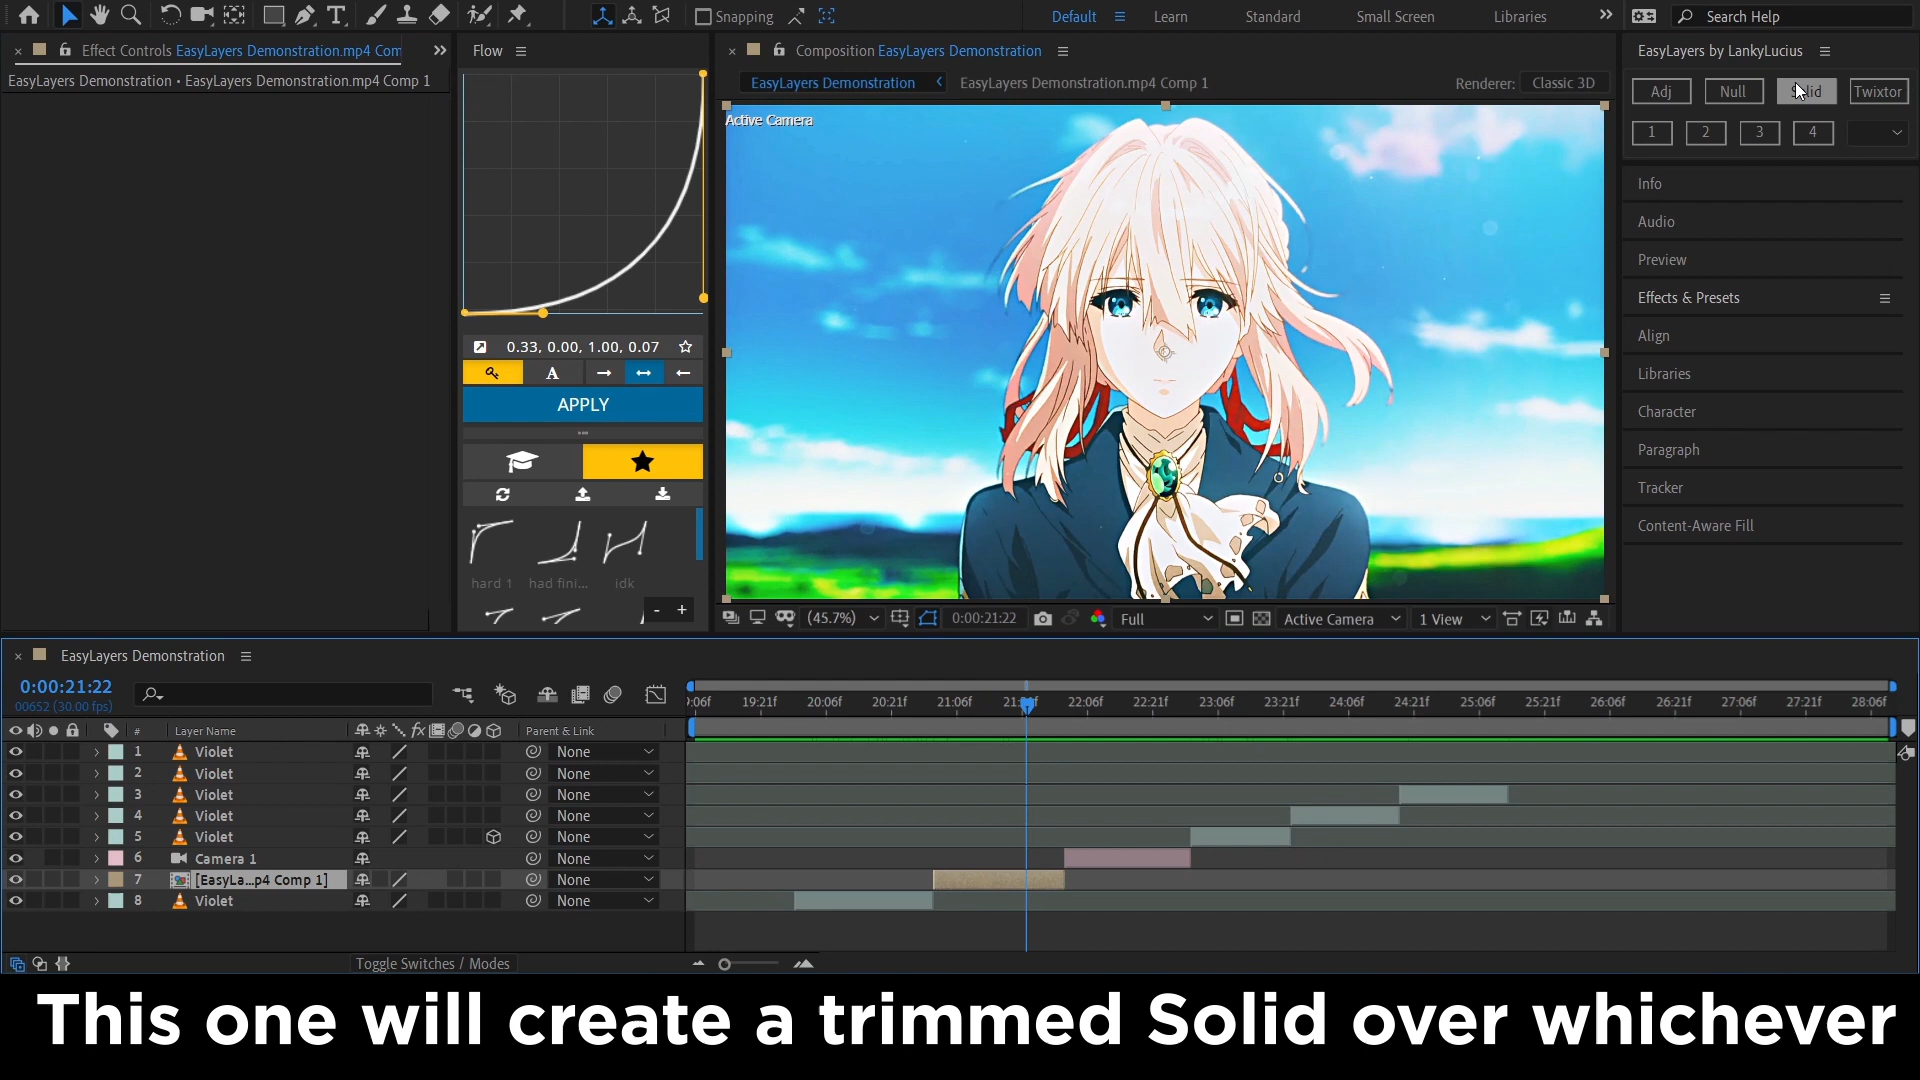 Snapping
Default
Learn
Standard
Small Screen
Libraries
Search Help
Effect Controls EasyLayers Demonstration.mp4 Com
Flow
Composition EasyLayers Demonstration
EasyLayers by LankyLucius
EasyLayers Demonstration • EasyLayers Demonstration.mp4 Comp 1
EasyLayers Demonstration
EasyLayers Demonstration.mp4 Comp 1
Renderer:
Classic 3D
Adj
Null
Solid
Twixtor
1
2
3
4
Active Camera
Info
Audio
Preview
Effects & Presets
Align
Libraries
Character
Paragraph
Tracker
Content-Aware Fill
0.33, 0.00, 1.00, 0.07
A
APPLY
hard 1
had fini...
idk
- +
(45.7%)
0:00:21:22
Full
Active Camera
1 View
EasyLayers Demonstration
0:00:21:22
00652 (30.00 fps)
:06f 19:21f 20:06f 20:21f 21:06f 22:06f 22:21f 23:06f 23:21f 24:06f 24:21f 25:06f 25:21f 26:06f 26:21f 27:06f 27:21f 28:06f
# Layer Name fx Parent & Link
1 Violet None
2 Violet None
3 Violet None
4 Violet None
5 Violet None
6 Camera 1 None
7 [EasyLa...p4 Comp 1] None
8 Violet None
Toggle Switches / Modes
This one will create a trimmed Solid over whichever